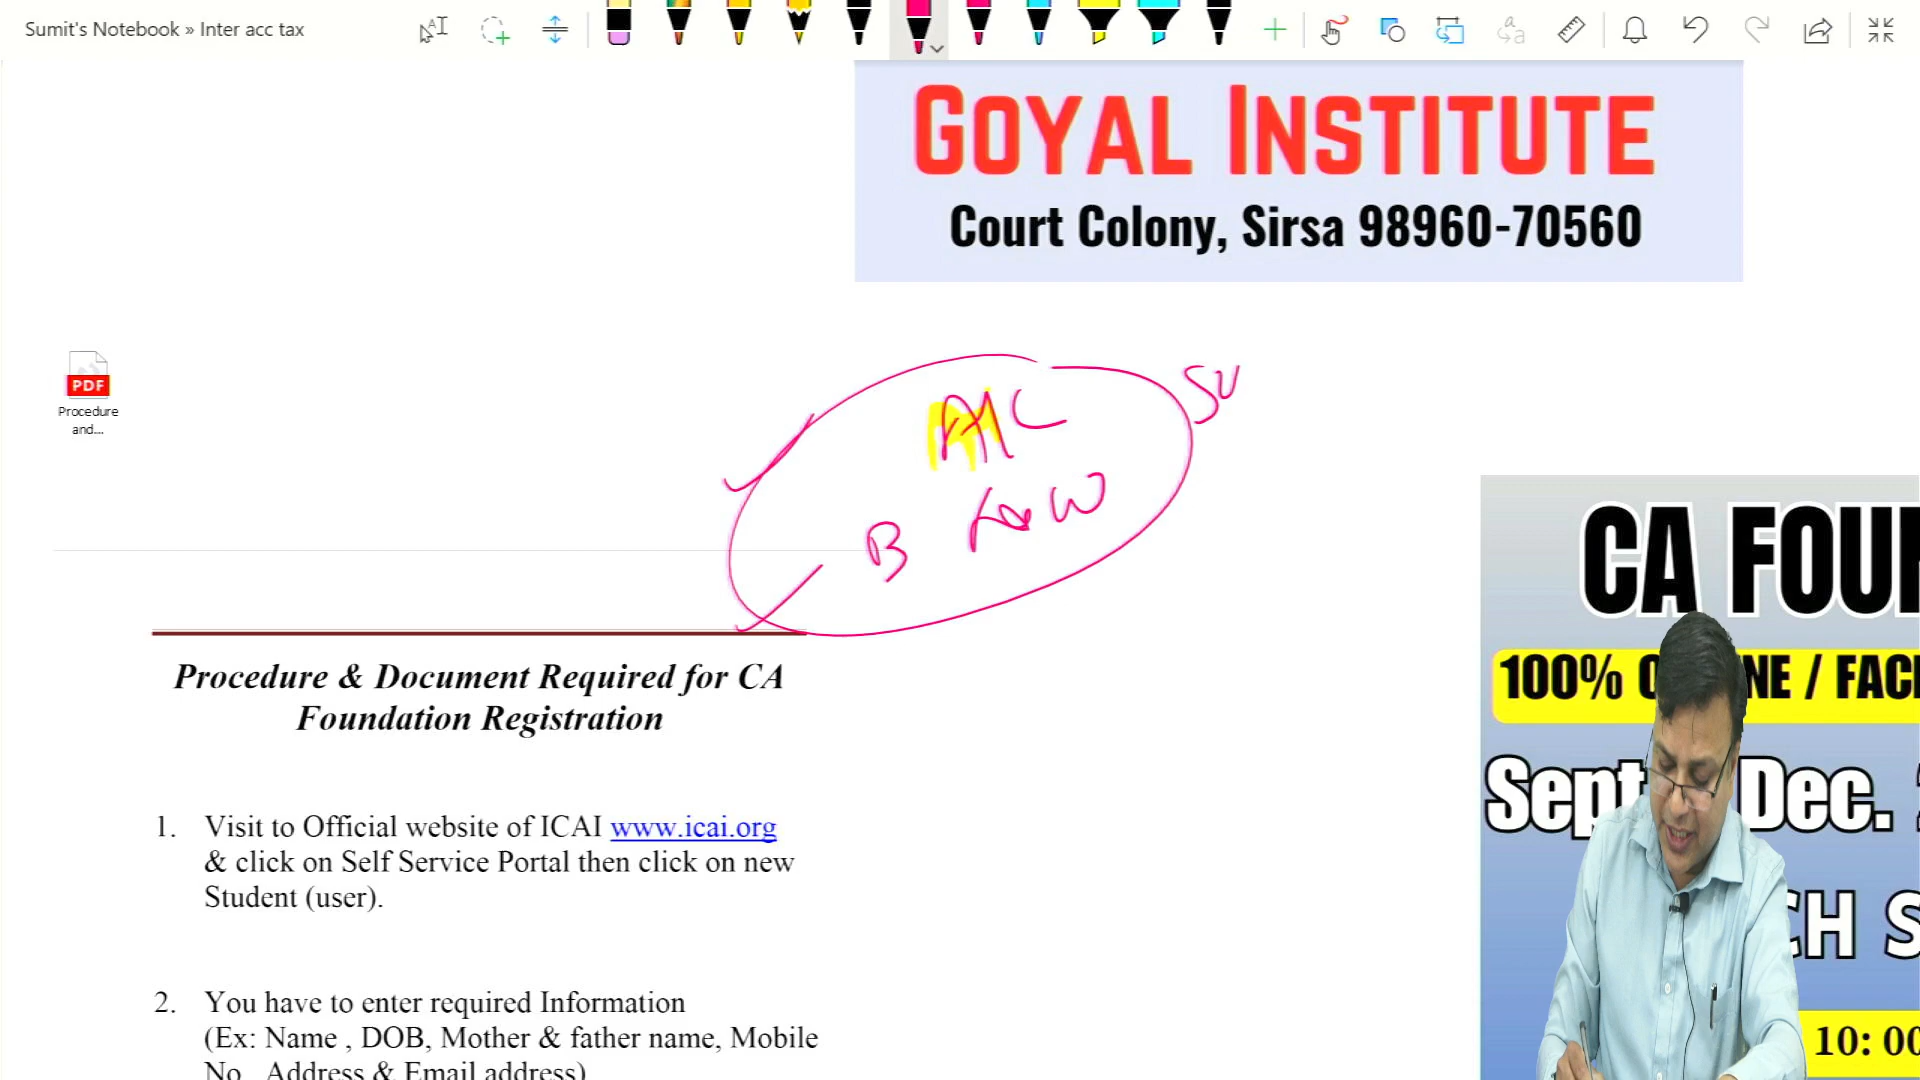 Sumit's Notebook » Inter acc tax
GOYAL INSTITUTE
Court Colony, Sirsa 98960-70560
PDF
Procedure
and...
A/C
SU
B Law
CA FOU
100% O NE / FAC
Sept Dec.
CH S
10: 00
Procedure & Document Required for CA
Foundation Registration
1. Visit to Official website of ICAI www.icai.org
& click on Self Service Portal then click on new
Student (user).
2. You have to enter required Information
(Ex: Name , DOB, Mother & father name, Mobile
No , Address & Email address)